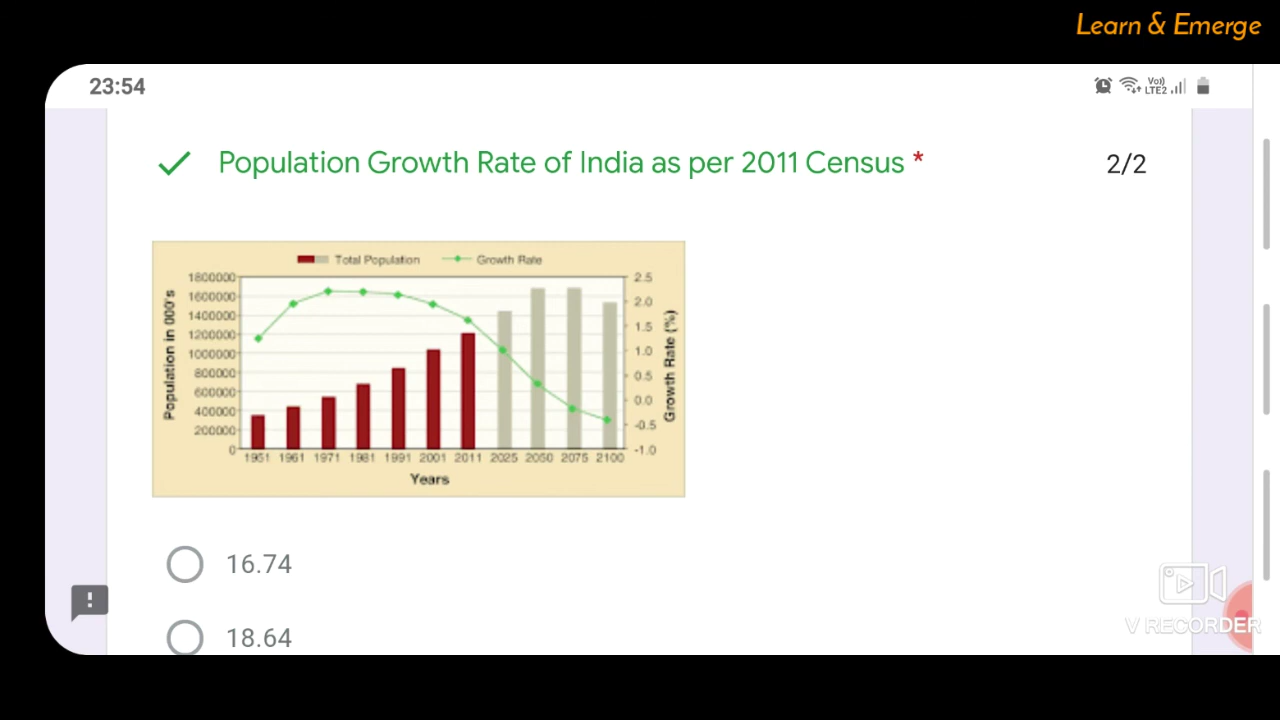 Learn & Emerge
23:54
Vo)) LTE2
Population Growth Rate of India as per 2011 Census *
2/2
Total Population
Growth Rate
1800000
1600000
1400000
1200000
1000000
800000
600000
400000
200000
0
Population in 000's
2.5
2.0
1.5
1.0
0.5
0.0
-0.5
-1.0
Growth Rate (%)
1951 1961 1971 1981 1991 2001 2011 2025 2050 2075 2100
Years
16.74
!
18.64
V RECORDER